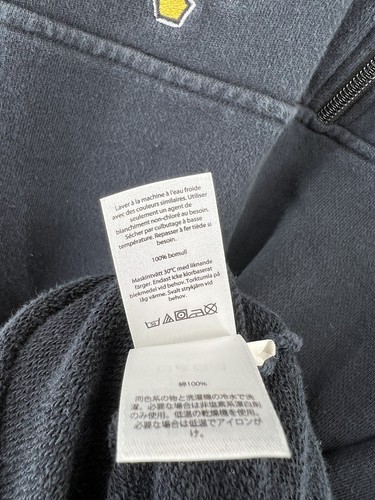 Laver à la machine à l'eau froide
avec des couleurs similaires. Utiliser
seulement un agent de
blanchiment non-chloré au besoin.
Sécher par culbutage à basse
température. Repasser à fer tiède si
besoin.
100% bomull
Maskintvätt 30°C med liknande
färger. Endast icke klorbaserat
blekmedel vid behov. Torktumla på
låg värme. Svalt strykjärn vid
behov.
綿100%
同色系の物と洗濯機の冷水で洗
濯。必要な場合は非塩素系漂白剤
のみ使用。低温の乾燥機を使用。
必要な場合は低温でアイロンが
け。